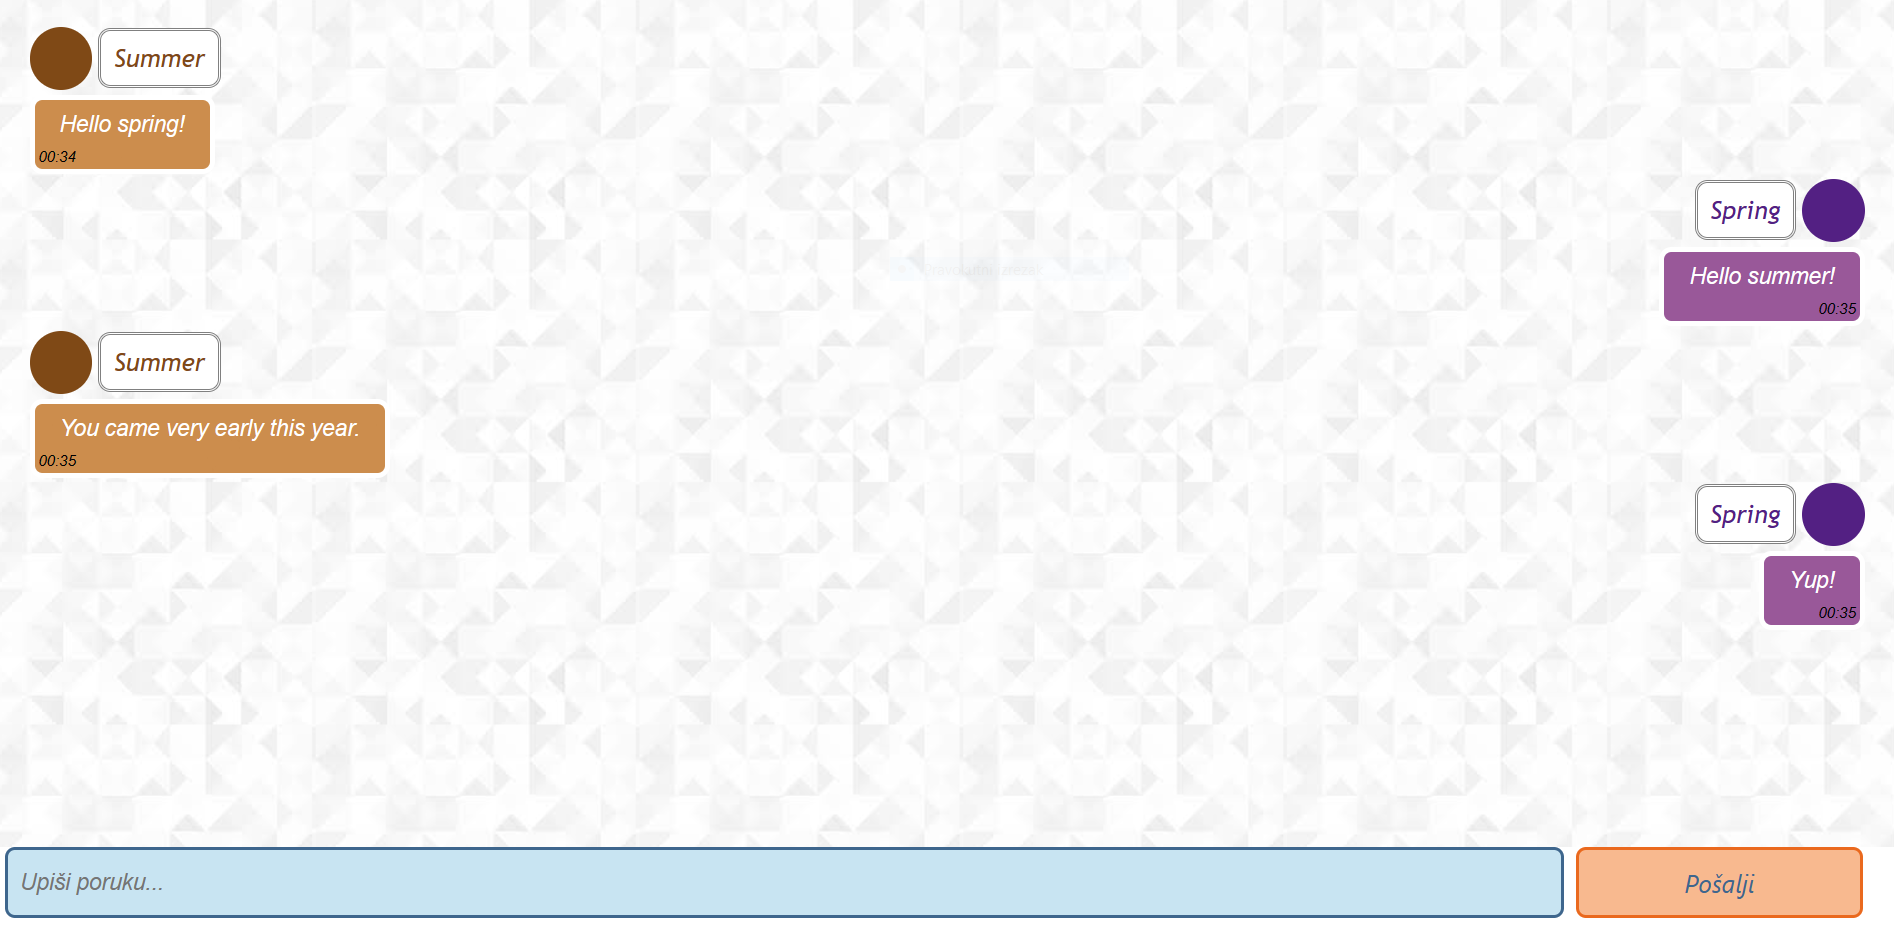 Summer
Hello spring!
00:34
Spring
Hello summer!
00:35
Summer
You came very early this year.
00:35
Spring
Yup!
00:35
Upiši poruku...
Pošalji